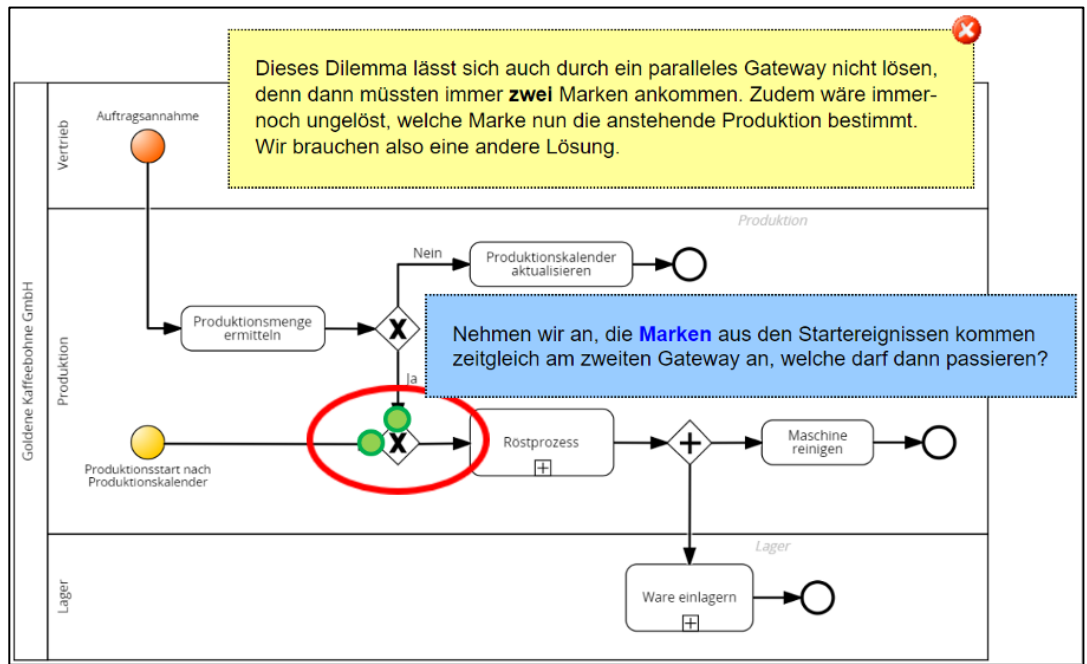 Dieses Dilemma lässt sich auch durch ein paralleles Gateway nicht lösen,
denn dann müssten immer zwei Marken ankommen. Zudem wäre immer-
noch ungelöst, welche Marke nun die anstehende Produktion bestimmt.
Wir brauchen also eine andere Lösung.
Goldene Kaffeebohne GmbH
Vertrieb
Auftragsannahme
Produktion
Produktion
Nein
Produktionskalender
aktualisieren
Produktionsmenge
ermitteln
X
Nehmen wir an, die Marken aus den Startereignissen kommen
zeitgleich am zweiten Gateway an, welche darf dann passieren?
Ja
X
Röstprozess
Maschine
reinigen
Produktionsstart nach
Produktionskalender
Lager
Lager
Ware einlagern